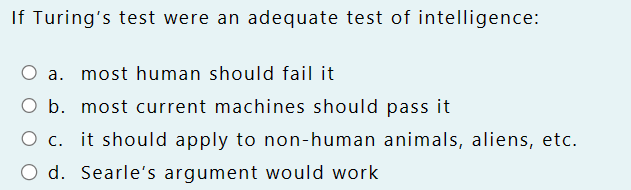 If Turing's test were an adequate test of intelligence:
a. most human should fail it
b. most current machines should pass it
c. it should apply to non-human animals, aliens, etc.
d. Searle's argument would work